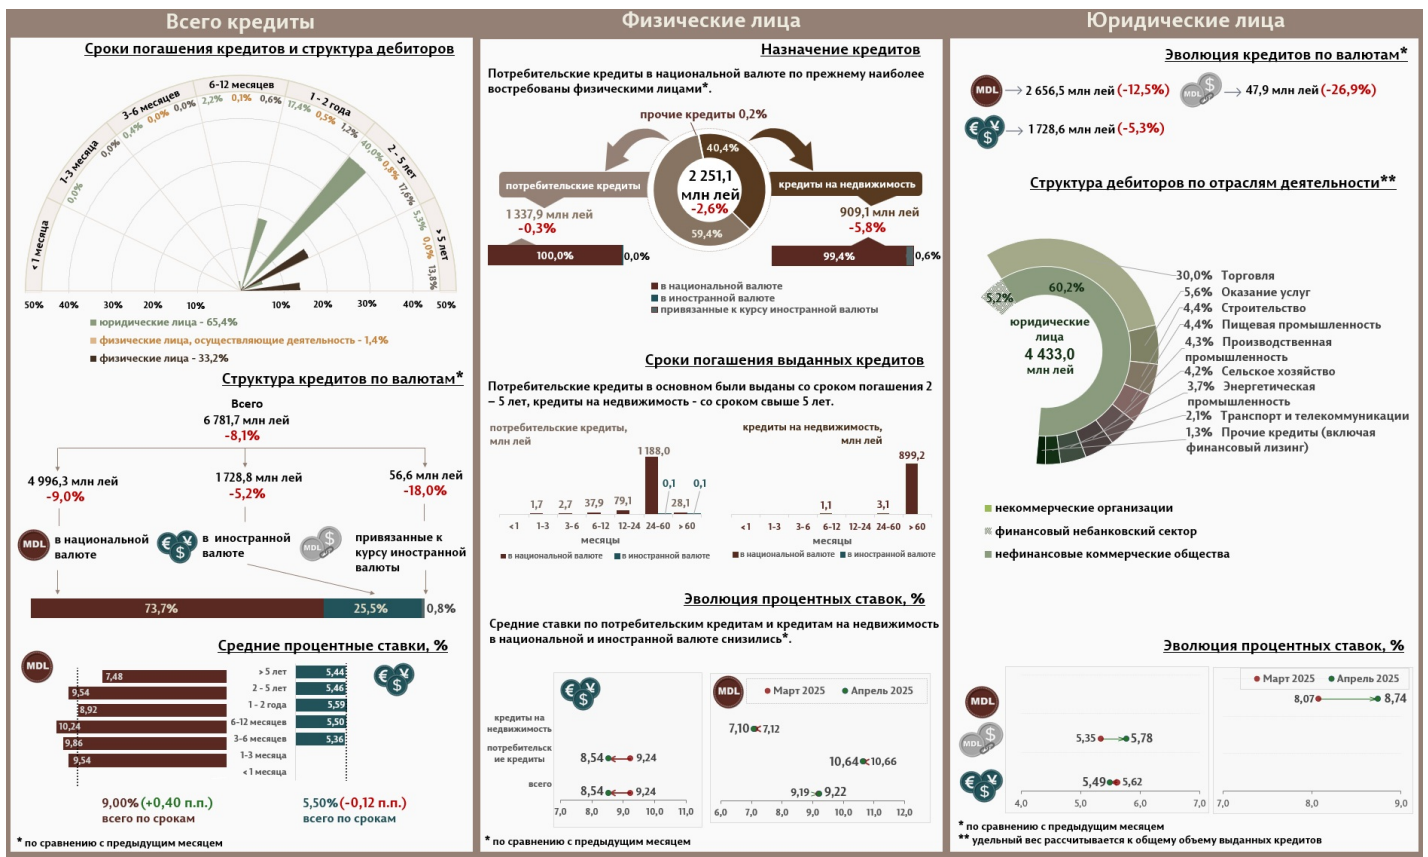 Всего кредиты
Сроки погашения кредитов и структура дебиторов
< 1 месяца
1-3 месяца
3-6 месяцев
6-12 месяцев
1 - 2 года
2 - 5 лет
> 5 лет
0,0%
0,0%
0,4%
0,0%
0,0%
2,2%
0,1%
0,6%
17,4%
0,5%
1,2%
40,0%
0,8%
17,6%
5,3%
0,0%
13,8%
50% 40% 30% 20% 10% 10% 20% 30% 40% 50%
юридические лица - 65,4%
физические лица, осуществляющие деятельность - 1,4%
физические лица - 33,2%
Структура кредитов по валютам*
Всего
6 781,7 млн лей
-8,1%
4 996,3 млн лей
-9,0%
1 728,8 млн лей
-5,2%
56,6 млн лей
-18,0%
MDL
в национальной
валюте
€ ¥ $
в иностранной
валюте
MDL $
привязанные к
курсу иностранной
валюты
73,7% 25,5% 0,8%
Средние процентные ставки, %
MDL
€ ¥ $
7,48 > 5 лет 5,44
9,54 2 - 5 лет 5,46
8,92 1 - 2 года 5,59
10,24 6-12 месяцев 5,50
9,86 3-6 месяцев 5,36
9,54 1-3 месяца
< 1 месяца
9,00% (+0,40 п.п.)
всего по срокам
5,50% (-0,12 п.п.)
всего по срокам
* по сравнению с предыдущим месяцем
Физические лица
Назначение кредитов
Потребительские кредиты в национальной валюте по прежнему наиболее
востребованы физическими лицами*.
прочие кредиты 0,2%
40,4%
2 251,1
млн лей
-2,6%
59,4%
потребительские кредиты
1 337,9 млн лей
-0,3%
100,0% 0,0%
кредиты на недвижимость
909,1 млн лей
-5,8%
99,4% 0,6%
в национальной валюте
в иностранной валюте
привязанные к курсу иностранной валюты
Сроки погашения выданных кредитов
Потребительские кредиты в основном были выданы со сроком погашения 2
– 5 лет, кредиты на недвижимость - со сроком свыше 5 лет.
потребительские кредиты,
млн лей
1 188,0
1,7 2,7 37,9 79,1 0,1 28,1 0,1
< 1 1-3 3-6 6-12 12-24 24-60 > 60
месяцы
в национальной валюте в иностранной валюте
кредиты на недвижимость,
млн лей
899,2
1,1 3,1
< 1 1-3 3-6 6-12 12-24 24-60 > 60
месяцы
в национальной валюте в иностранной валюте
Эволюция процентных ставок, %
Средние ставки по потребительским кредитам и кредитам на недвижимость
в национальной и иностранной валюте снизились*.
€ ¥ $
MDL
Март 2025 Апрель 2025
кредиты на
недвижимость
7,10 7,12
потребительск
ие кредиты
8,54 9,24
10,64 10,66
всего
8,54 9,24
9,19 9,22
7,0 8,0 9,0 10,0 11,0
6,0 7,0 8,0 9,0 10,0 11,0 12,0
* по сравнению с предыдущим месяцем
Юридические лица
Эволюция кредитов по валютам*
MDL 2 656,5 млн лей (-12,5%)
MDL $ 47,9 млн лей (-26,9%)
€ ¥ $ 1 728,6 млн лей (-5,3%)
Структура дебиторов по отраслям деятельности**
5,2% 60,2%
юридические
лица
4 433,0
млн лей
30,0% Торговля
5,6% Оказание услуг
4,4% Строительство
4,4% Пищевая промышленность
4,3% Производственная
промышленность
4,2% Сельское хозяйство
3,7% Энергетическая
промышленность
2,1% Транспорт и телекоммуникации
1,3% Прочие кредиты (включая
финансовый лизинг)
некоммерческие организации
финансовый небанковский сектор
нефинансовые коммерческие общества
Эволюция процентных ставок, %
Март 2025 Апрель 2025
MDL
8,07 8,74
MDL $
5,35 5,78
€ ¥ $
5,49 5,62
4,0 5,0 6,0 7,0
7,0 8,0 9,0
* по сравнению с предыдущим месяцем
** удельный вес рассчитывается к общему объему выданных кредитов